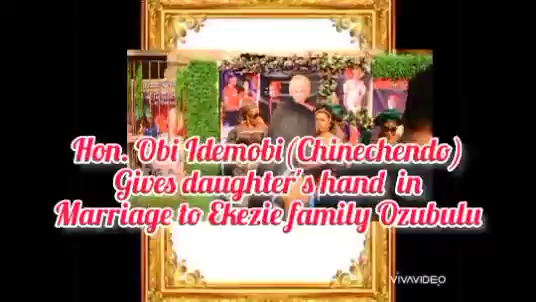 Hon. Obi Idemobi (Chinechendo)
Gives daughter's hand in
Marriage to Ekezie family Ozubulu
VIVAVIDEO